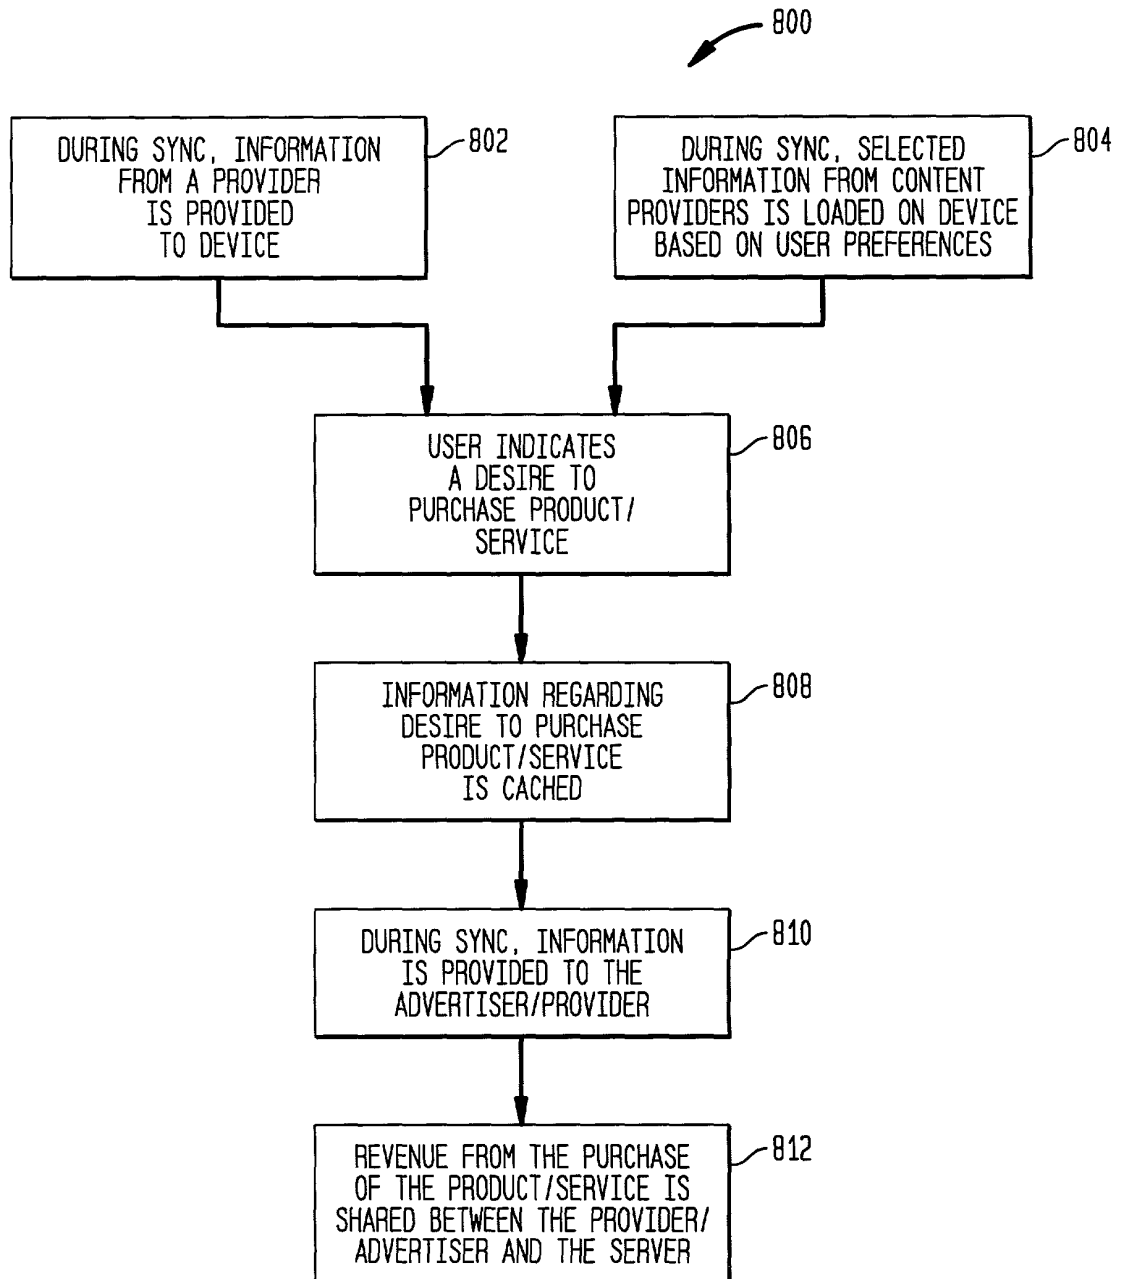 800
DURING SYNC, INFORMATION
FROM A PROVIDER
IS PROVIDED
TO DEVICE
802
DURING SYNC, SELECTED
INFORMATION FROM CONTENT
PROVIDERS IS LOADED ON DEVICE
BASED ON USER PREFERENCES
804
USER INDICATES
A DESIRE TO
PURCHASE PRODUCT/
SERVICE
806
INFORMATION REGARDING
DESIRE TO PURCHASE
PRODUCT/SERVICE
IS CACHED
808
DURING SYNC, INFORMATION
IS PROVIDED TO THE
ADVERTISER/PROVIDER
810
REVENUE FROM THE PURCHASE
OF THE PRODUCT/SERVICE IS
SHARED BETWEEN THE PROVIDER/
ADVERTISER AND THE SERVER
812